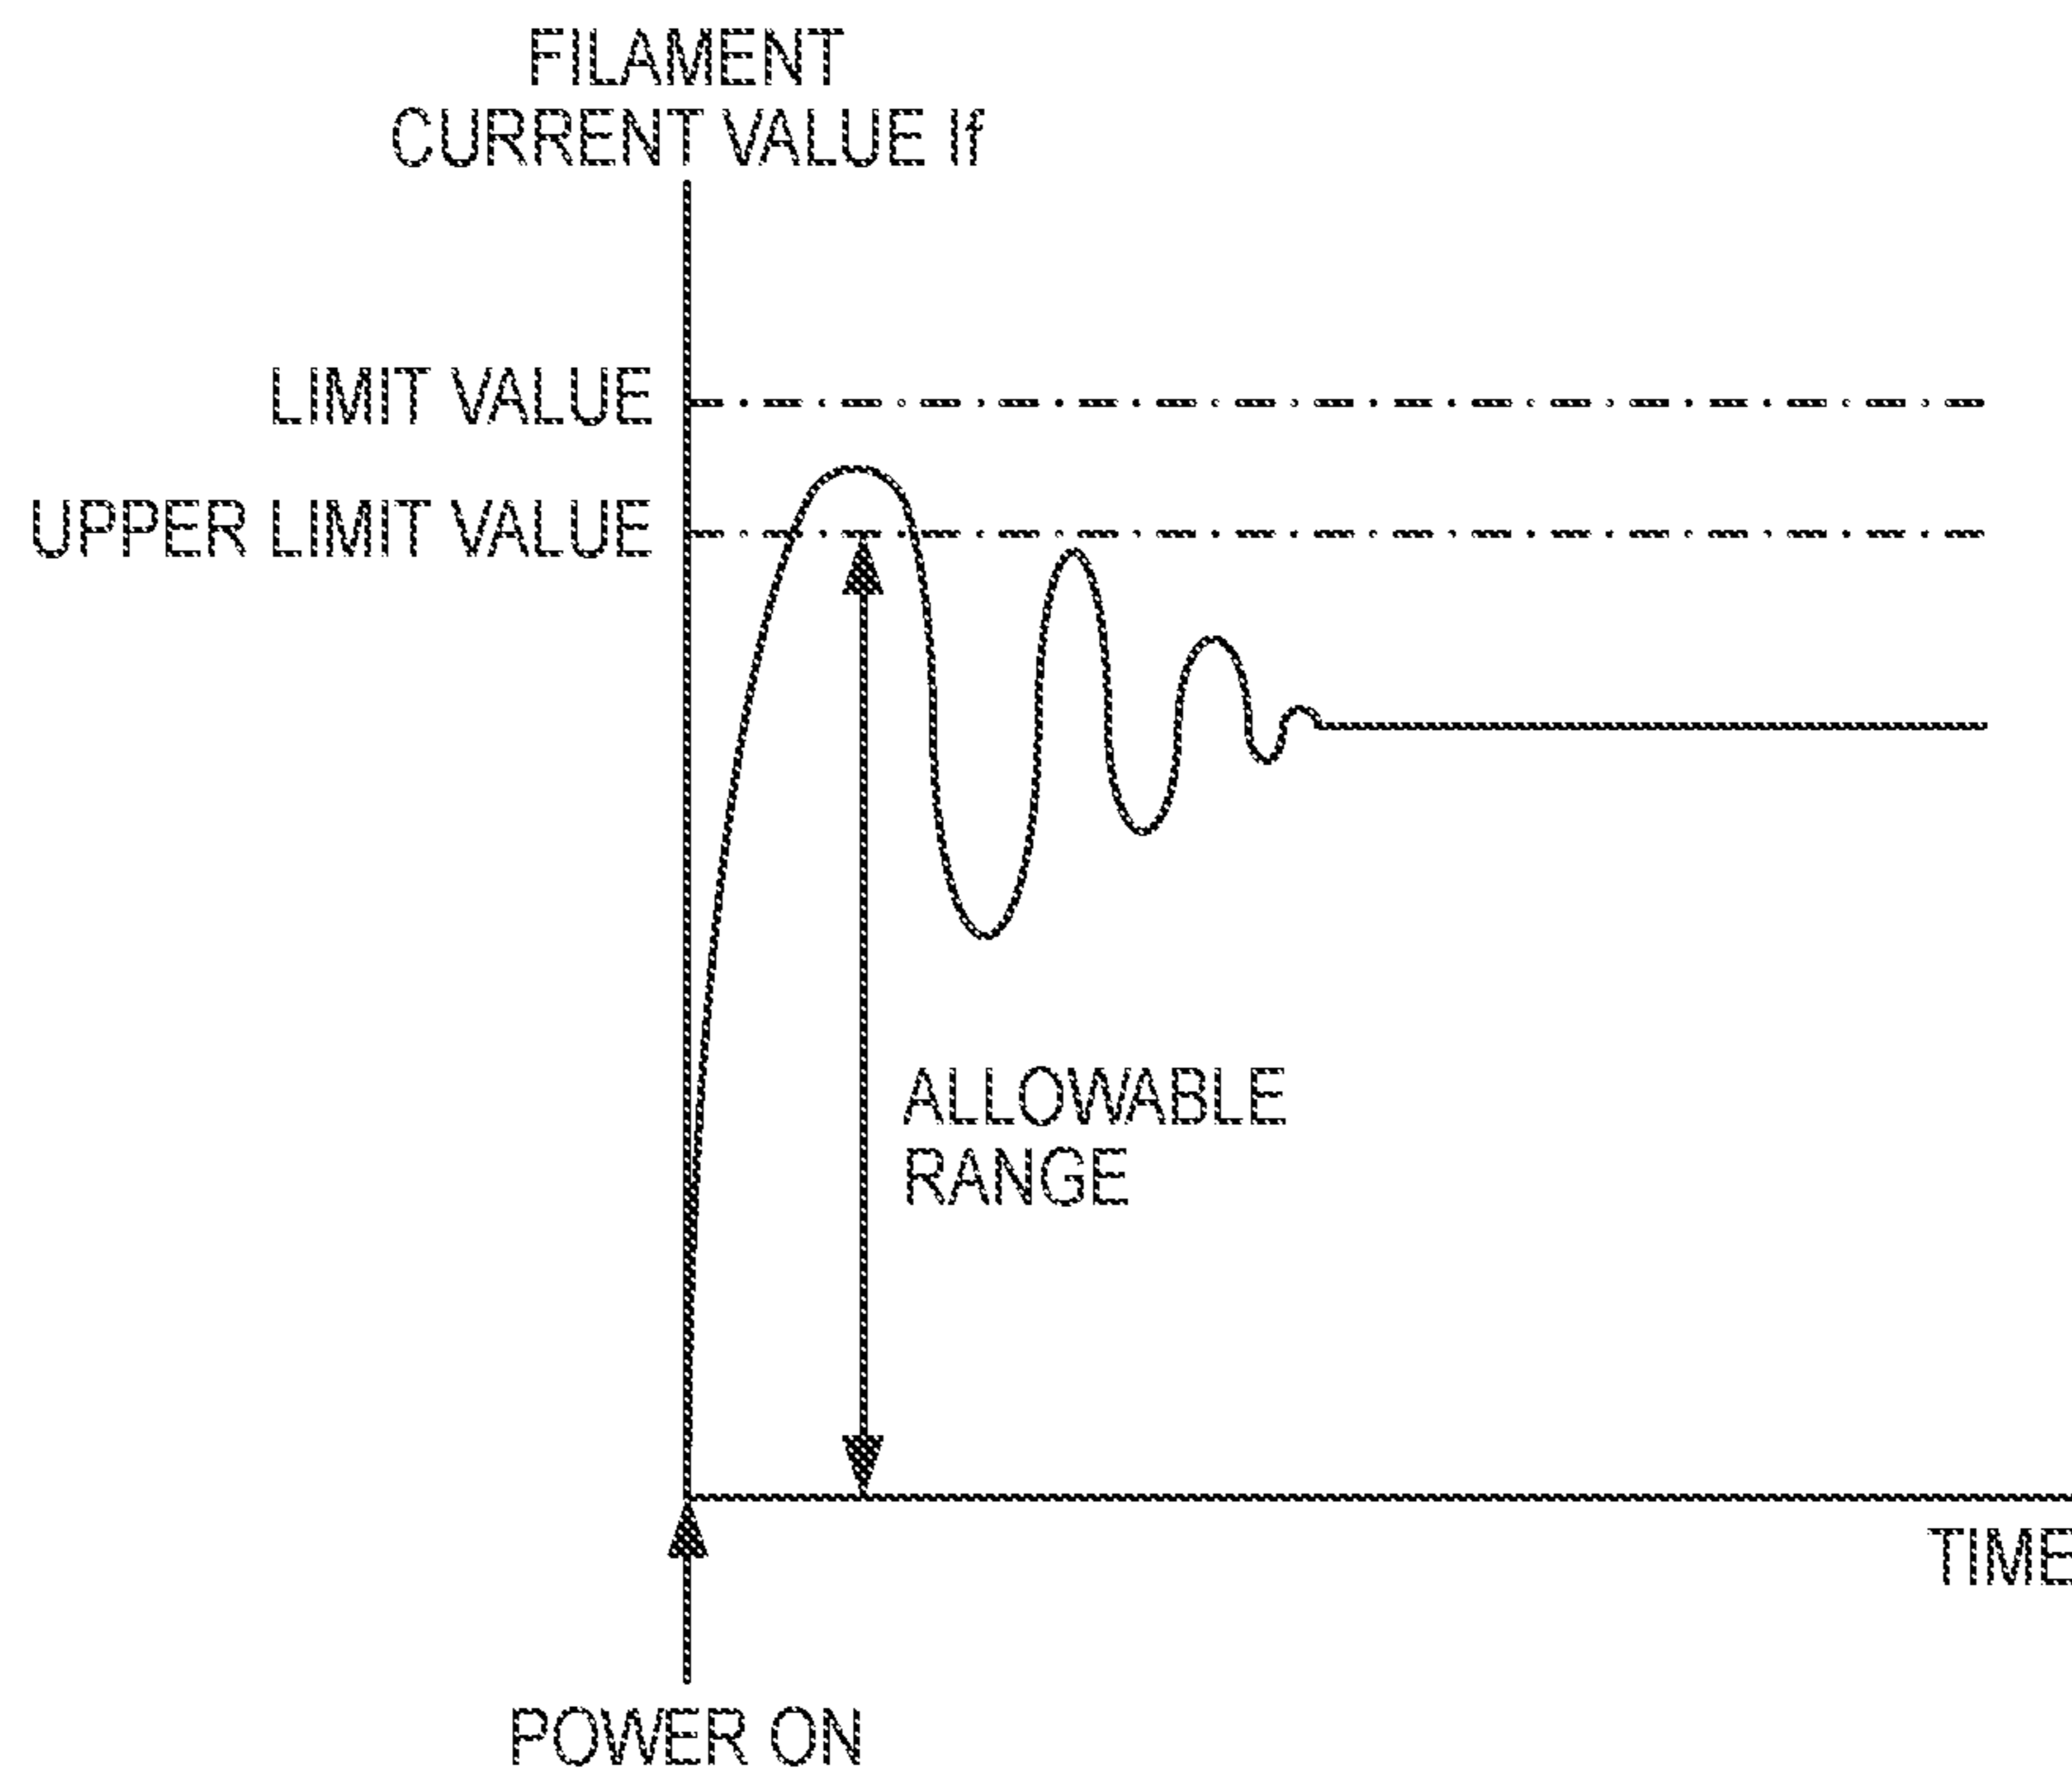 FILAMENT
CURRENT VALUE If
LIMIT VALUE
UPPER LIMIT VALUE
ALLOWABLE
RANGE
TIME
POWER ON